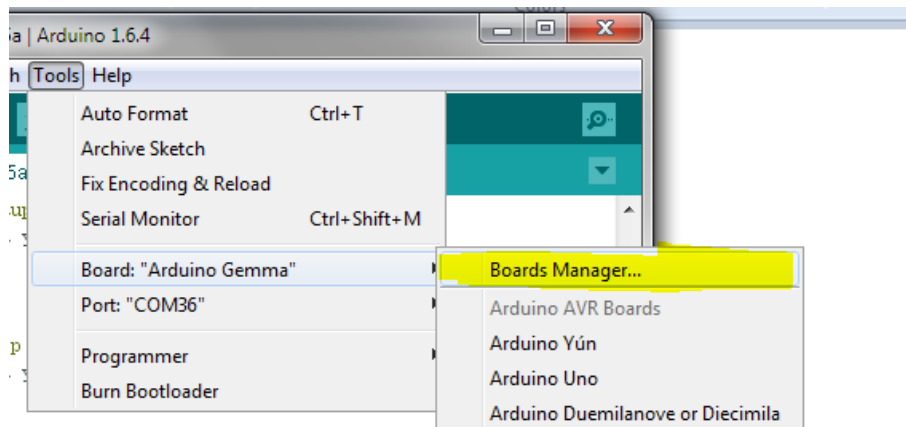 Colors
ia | Arduino 1.6.4
h Tools Help
Auto Format Ctrl+T
Archive Sketch
Fix Encoding & Reload
Serial Monitor Ctrl+Shift+M
Board: "Arduino Gemma"
Boards Manager...
Port: "COM36"
Arduino AVR Boards
Arduino Yún
Programmer
Arduino Uno
Burn Bootloader
Arduino Duemilanove or Diecimila